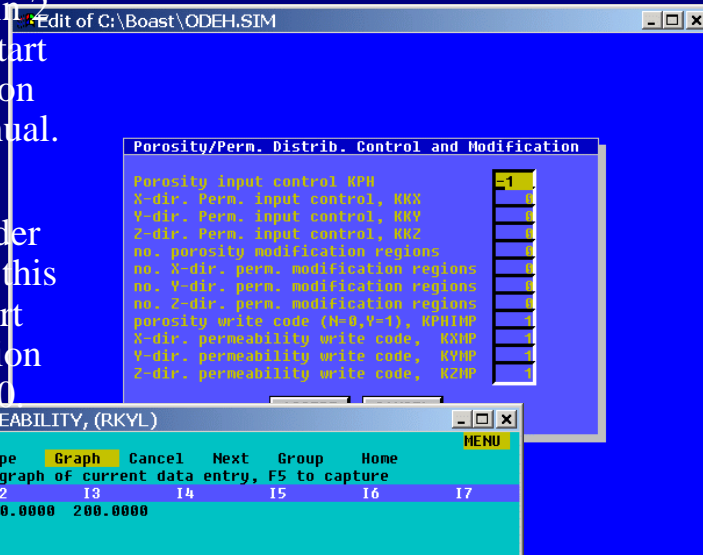 Edit of C:\Boast\ODEH.SIM
tart
on
ual.
der
this
rt
on
Porosity/Perm. Distrib. Control and Modification
Porosity input control KPH -1
X-dir. Perm. input control, KKX 0
Y-dir. Perm. input control, KKY 0
Z-dir. Perm. input control, KKZ 0
no. porosity modification regions 0
no. X-dir. perm. modification regions 0
no. Y-dir. perm. modification regions 0
no. Z-dir. perm. modification regions 0
porosity write code (N=0,Y=1), KPHIMP 1
X-dir. permeability write code, KXMP 1
Y-dir. permeability write code, KYMP 1
Z-dir. permeability write code, KZMP 1
EABILITY, (RKYL)
MENU
pe Graph Cancel Next Group Home
graph of current data entry, F5 to capture
2 I3 I4 I5 I6 I7
0.0000 200.0000